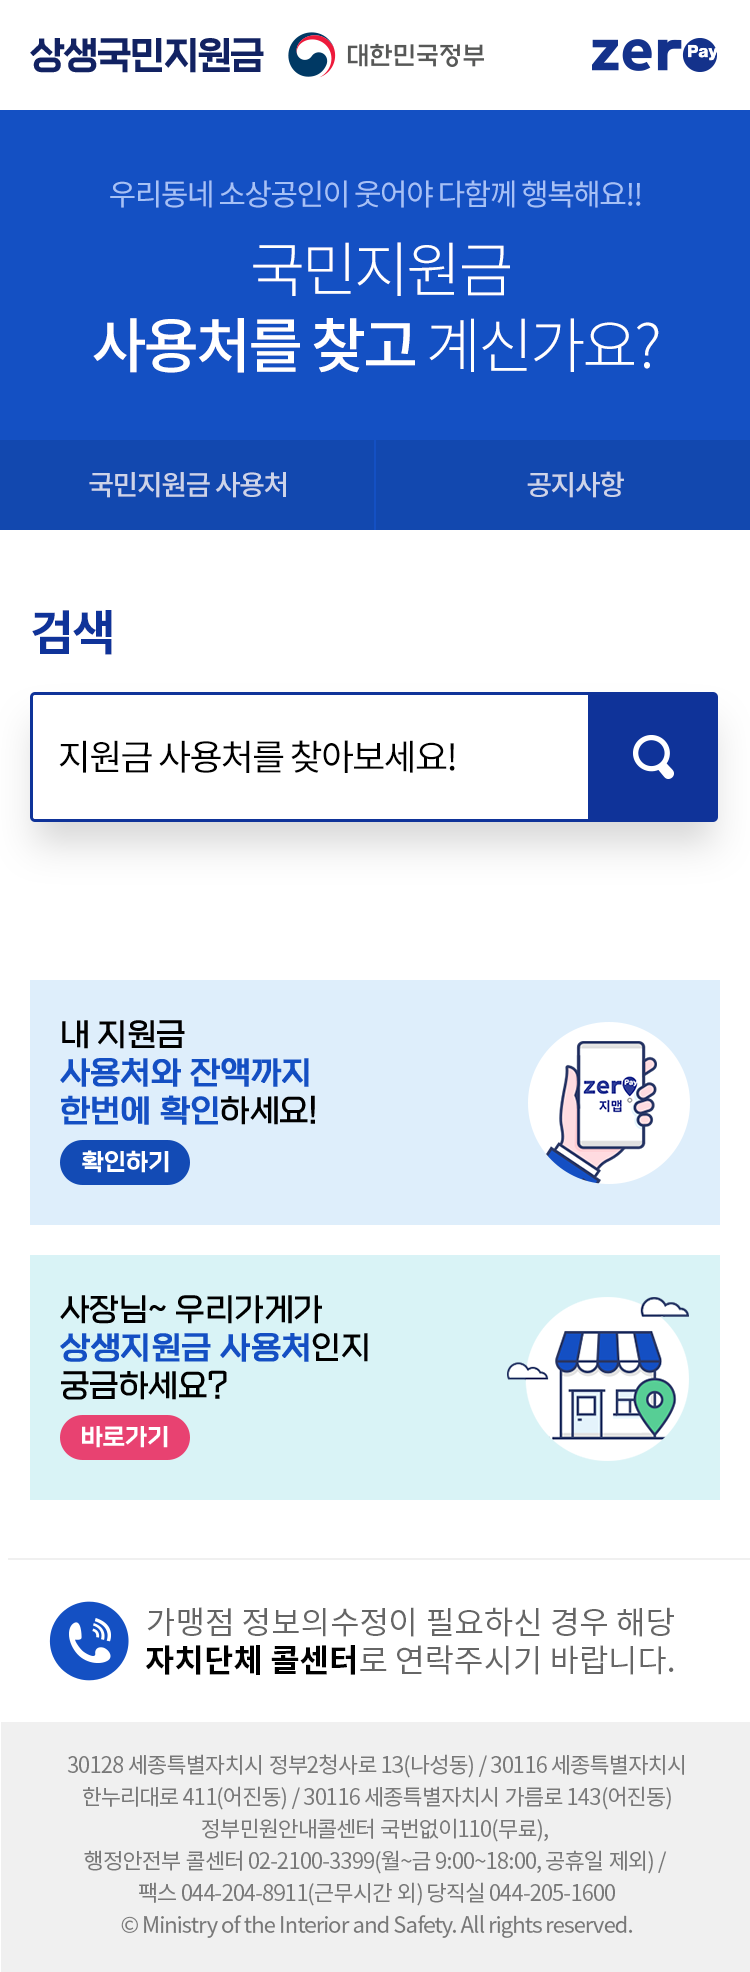 상생국민지원금 대한민국정부 zeroPay
우리동네 소상공인이 웃어야 다함께 행복해요!!
국민지원금
사용처를 찾고 계신가요?
국민지원금 사용처 공지사항
검색
지원금 사용처를 찾아보세요!
내 지원금
사용처와 잔액까지
한번에 확인하세요!
확인하기
zeroPay
지맵
사장님~ 우리가게가
상생지원금 사용처인지
궁금하세요?
바로가기
가맹점 정보의수정이 필요하신 경우 해당
자치단체 콜센터로 연락주시기 바랍니다.
30128 세종특별자치시 정부2청사로 13(나성동) / 30116 세종특별자치시
한누리대로 411(어진동) / 30116 세종특별자치시 가름로 143(어진동)
정부민원안내콜센터 국번없이110(무료),
행정안전부 콜센터 02-2100-3399(월~금 9:00~18:00, 공휴일 제외) /
팩스 044-204-8911(근무시간 외) 당직실 044-205-1600
© Ministry of the Interior and Safety. All rights reserved.